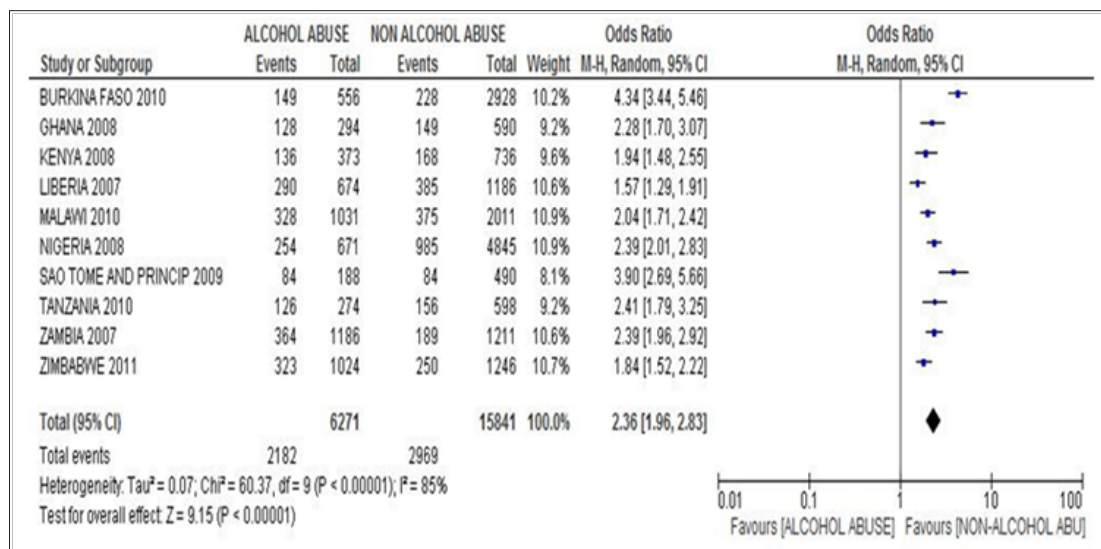 ALCOHOL ABUSE NON ALCOHOL ABUSE Odds Ratio Odds Ratio
Study or Subgroup Events Total Events Total Weight M-H, Random, 95% CI M-H, Random, 95% CI
BURKINA FASO 2010 149 556 228 2928 10.2% 4.34 [3.44, 5.46]
GHANA 2008 128 294 149 590 9.2% 2.28 [1.70, 3.07]
KENYA 2008 136 373 168 736 9.6% 1.94 [1.48, 2.55]
LIBERIA 2007 290 674 385 1186 10.6% 1.57 [1.29, 1.91]
MALAWI 2010 328 1031 375 2011 10.9% 2.04 [1.71, 2.42]
NIGERIA 2008 254 671 985 4845 10.9% 2.39 [2.01, 2.83]
SAO TOME AND PRINCIP 2009 84 188 84 490 8.1% 3.90 [2.69, 5.66]
TANZANIA 2010 126 274 156 598 9.2% 2.41 [1.79, 3.25]
ZAMBIA 2007 364 1186 189 1211 10.6% 2.39 [1.96, 2.92]
ZIMBABWE 2011 323 1024 250 1246 10.7% 1.84 [1.52, 2.22]
Total (95% CI) 6271 15841 100.0% 2.36 [1.96, 2.83]
Total events 2182 2969
Heterogeneity: Tau² = 0.07; Chi² = 60.37, df = 9 (P < 0.00001); I² = 85%
Test for overall effect: Z = 9.15 (P < 0.00001)
0.01 0.1 1 10 100
Favours [ALCOHOL ABUSE] Favours [NON-ALCOHOL ABU]